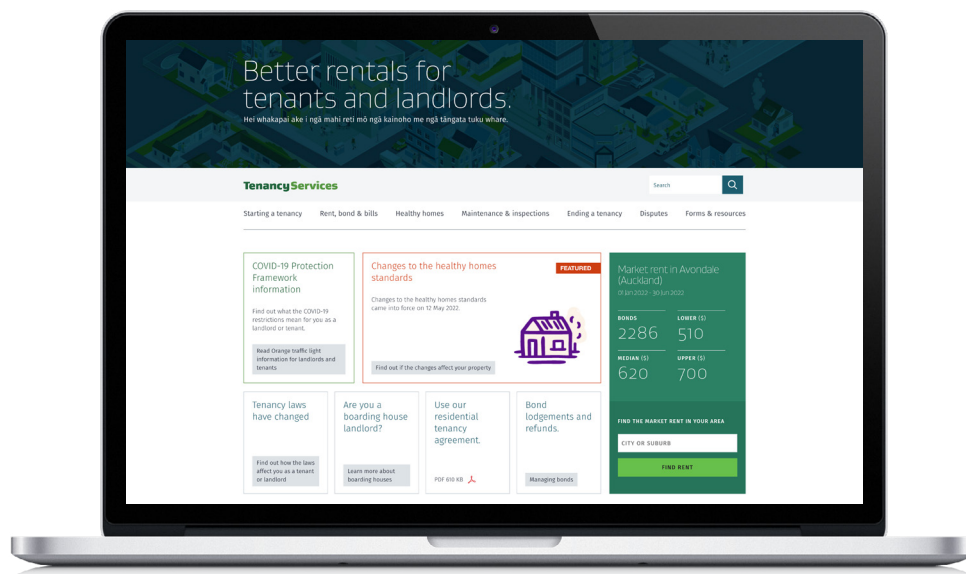 Better rentals for
tenants and landlords.
Hei whakapai ake i ngā mahi reti mō ngā kainoho me ngā tāngata tuku whare.
TenancyServices
Search
Starting a tenancy Rent, bond & bills Healthy homes Maintenance & inspections Ending a tenancy Disputes Forms & resources
COVID-19 Protection
Framework
information
Find out what the COVID-19
restrictions mean for you as a
landlord or tenant.
Read Orange traffic light
information for landlords and
tenants
Changes to the healthy homes
standards
FEATURED
Changes to the healthy homes standards
came into force on 12 May 2022.
Find out if the changes affect your property
Market rent in Avondale
(Auckland)
01 Jan 2022 - 30 Jun 2022
BONDS
2286
LOWER ($)
510
MEDIAN ($)
620
UPPER ($)
700
FIND THE MARKET RENT IN YOUR AREA
CITY OR SUBURB
FIND RENT
Tenancy laws
have changed
Find out how the laws
affect you as a tenant
or landlord
Are you a
boarding house
landlord?
Learn more about
boarding houses
Use our
residential
tenancy
agreement.
PDF 610 KB
Bond
lodgements and
refunds.
Managing bonds